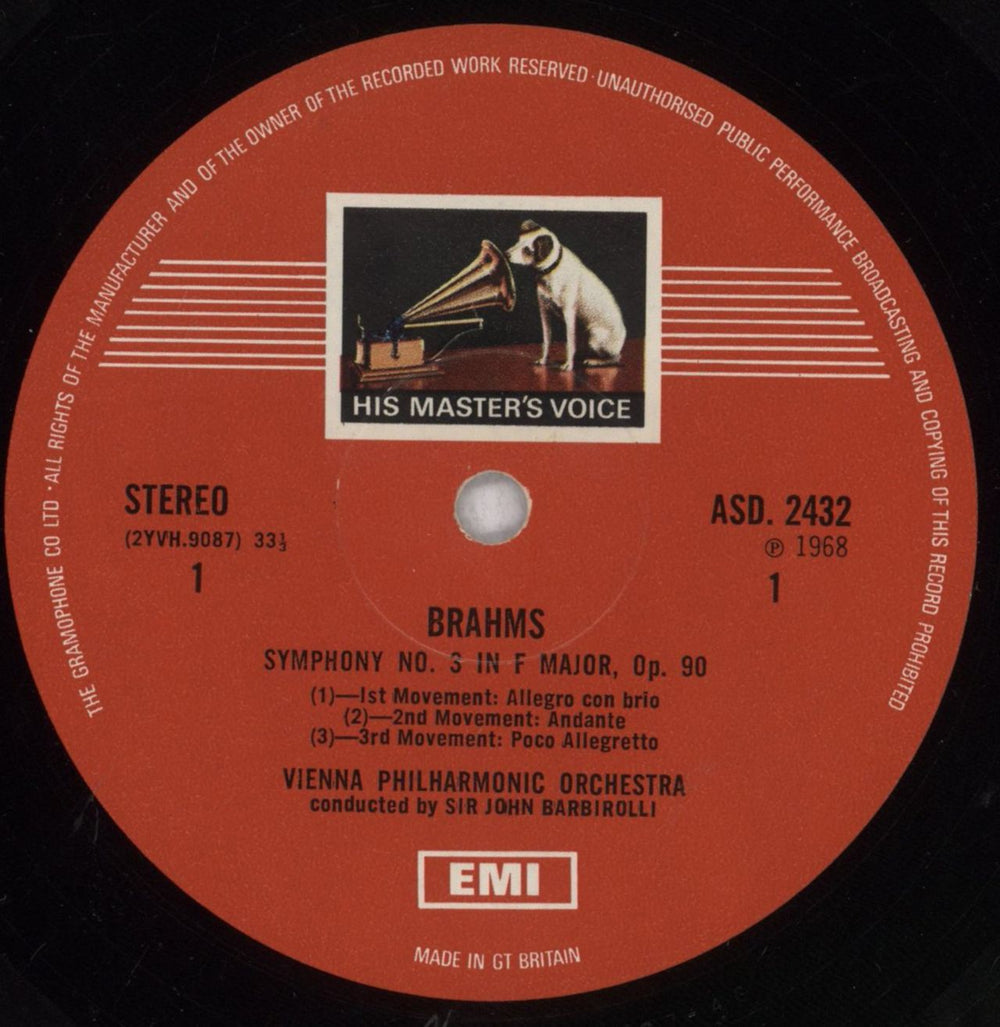 THE GRAMOPHONE CO LTD · ALL RIGHTS OF THE MANUFACTURER AND OF THE OWNER OF THE RECORDED WORK RESERVED · UNAUTHORISED PUBLIC PERFORMANCE BROADCASTING AND COPYING OF THIS RECORD PROHIBITED
HIS MASTER'S VOICE
STEREO
(2YVH.9087) 33⅓
1
ASD. 2432
℗ 1968
1
BRAHMS
SYMPHONY NO. 3 IN F MAJOR, Op. 90
(1)—1st Movement: Allegro con brio
(2)—2nd Movement: Andante
(3)—3rd Movement: Poco Allegretto
VIENNA PHILHARMONIC ORCHESTRA
conducted by SIR JOHN BARBIROLLI
EMI
MADE IN GT BRITAIN